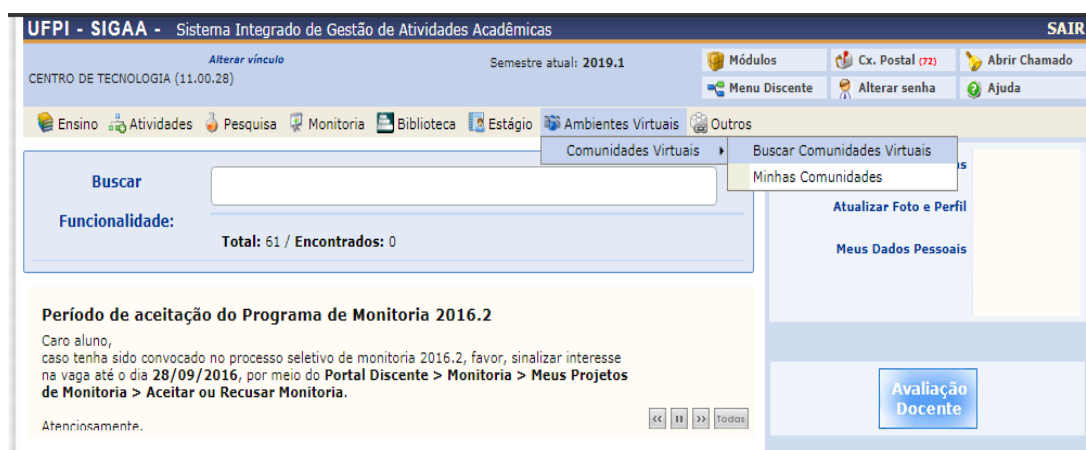 UFPI - SIGAA - Sistema Integrado de Gestão de Atividades Acadêmicas SAIR
Alterar vínculo
CENTRO DE TECNOLOGIA (11.00.28)
Semestre atual: 2019.1
Módulos Cx. Postal (72) Abrir Chamado
Menu Discente Alterar senha Ajuda
Ensino Atividades Pesquisa Monitoria Biblioteca Estágio Ambientes Virtuais Outros
Comunidades Virtuais Buscar Comunidades Virtuais
Minhas Comunidades
Buscar
Funcionalidade:
Total: 61 / Encontrados: 0
Atualizar Foto e Perfil
Meus Dados Pessoais
Período de aceitação do Programa de Monitoria 2016.2
Caro aluno,
caso tenha sido convocado no processo seletivo de monitoria 2016.2, favor, sinalizar interesse
na vaga até o dia 28/09/2016, por meio do Portal Discente > Monitoria > Meus Projetos
de Monitoria > Aceitar ou Recusar Monitoria.
Atenciosamente.
Todas
Avaliação
Docente